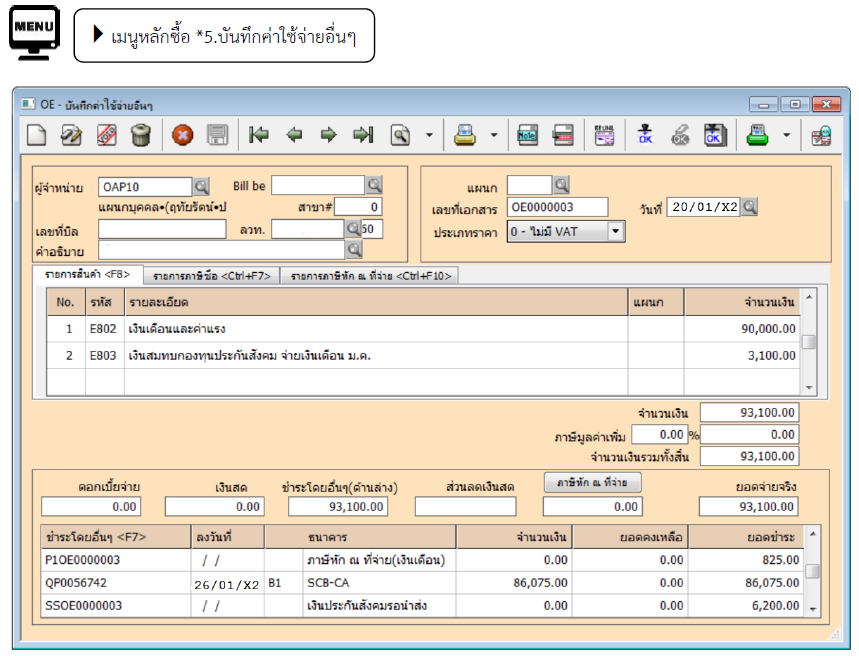 MENU
เมนูหลักซื้อ *5.บันทึกค่าใช้จ่ายอื่นๆ
OE - บันทึกค่าใช้จ่ายอื่นๆ
ผู้จำหน่าย OAP10 Bill be
แผนกบุคคล•(ฤทัยรัตน์•ป สาขา# 0
เลขที่บิล ลวท. 50
คำอธิบาย
แผนก
เลขที่เอกสาร OE0000003 วันที่ 20/01/X2
ประเภทราคา 0 - ไม่มี VAT
รายการสินค้า <F8> รายการภาษีซื้อ <Ctrl+F7> รายการภาษีหัก ณ ที่จ่าย <Ctrl+F10>
No. รหัส รายละเอียด แผนก จำนวนเงิน
1 E802 เงินเดือนและค่าแรง 90,000.00
2 E803 เงินสมทบกองทุนประกันสังคม จ่ายเงินเดือน ม.ค. 3,100.00
จำนวนเงิน 93,100.00
ภาษีมูลค่าเพิ่ม 0.00 % 0.00
จำนวนเงินรวมทั้งสิ้น 93,100.00
ดอกเบี้ยจ่าย เงินสด ชำระโดยอื่นๆ(ด้านล่าง) ส่วนลดเงินสด ภาษีหัก ณ ที่จ่าย ยอดจ่ายจริง
0.00 0.00 93,100.00 0.00 93,100.00
ชำระโดยอื่นๆ <F7> ลงวันที่ ธนาคาร จำนวนเงิน ยอดคงเหลือ ยอดชำระ
P1OE0000003 / / ภาษีหัก ณ ที่จ่าย(เงินเดือน) 0.00 0.00 825.00
QP0056742 26/01/X2 B1 SCB-CA 86,075.00 0.00 86,075.00
SSOE0000003 / / เงินประกันสังคมรอนำส่ง 0.00 0.00 6,200.00